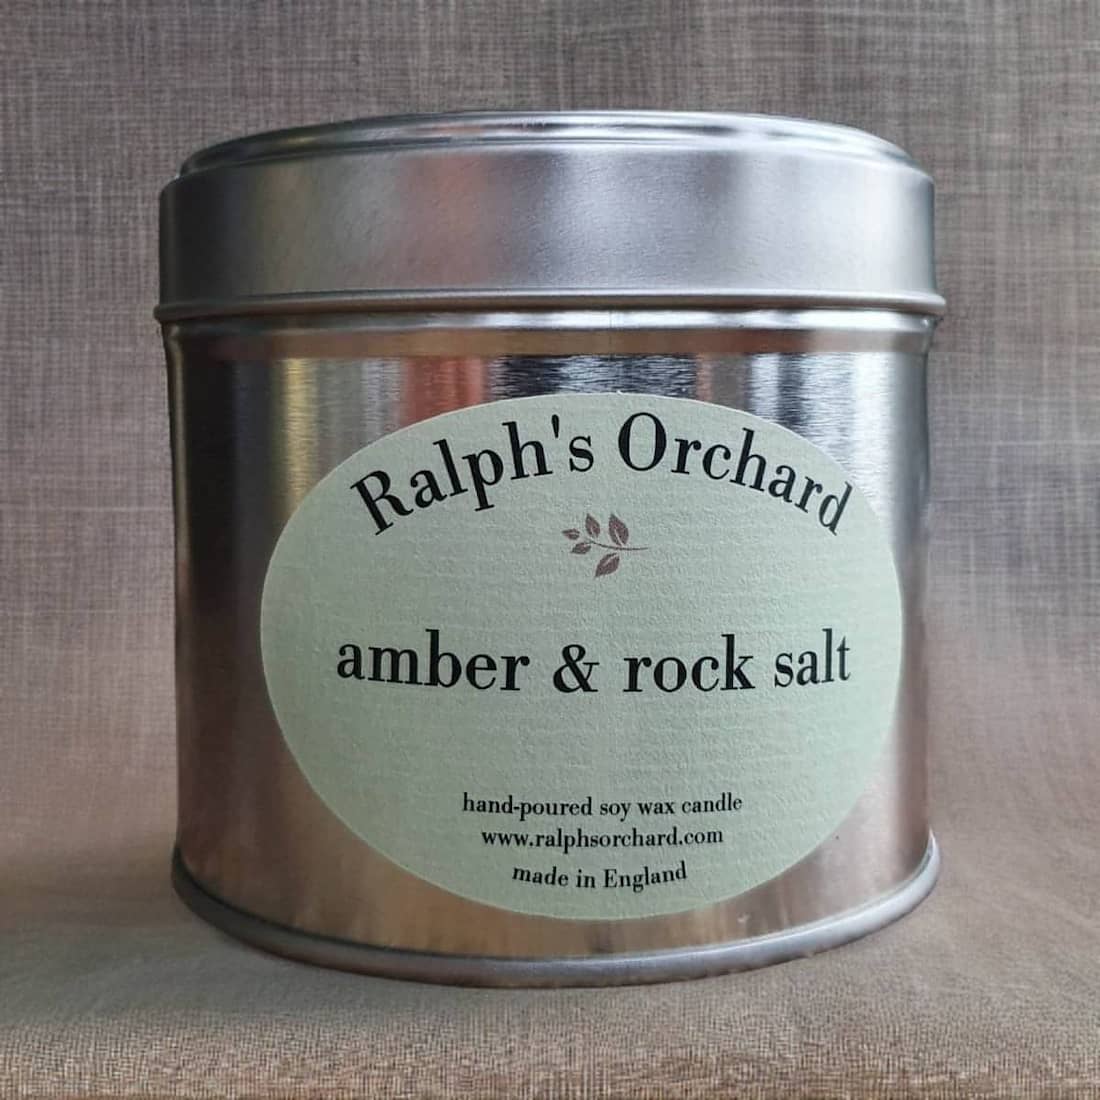 Ralph's Orchard
amber & rock salt
hand-poured soy wax candle
www.ralphsorchard.com
made in England